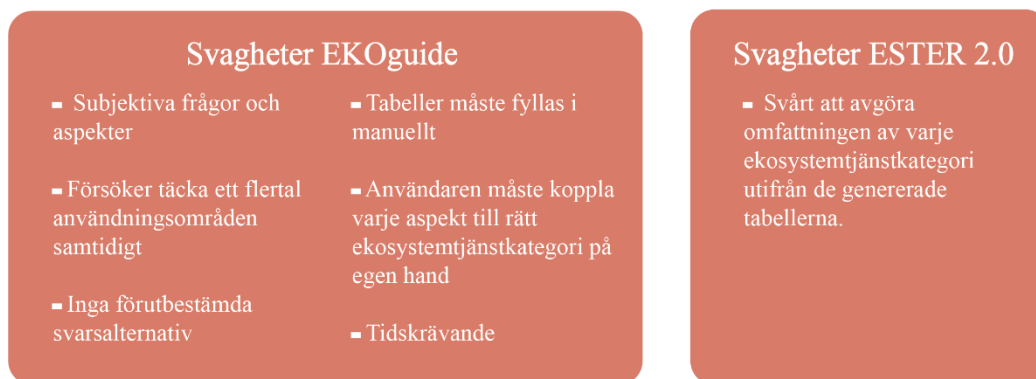 Svagheter EKOguide
- Subjektiva frågor och
aspekter
- Försöker täcka ett flertal
användningsområden
samtidigt
- Inga förutbestämda
svarsalternativ
- Tabeller måste fyllas i
manuellt
- Användaren måste koppla
varje aspekt till rätt
ekosystemtjänstkategori på
egen hand
- Tidskrävande
Svagheter ESTER 2.0
- Svårt att avgöra
omfattningen av varje
ekosystemtjänstkategori
utifrån de genererade
tabellerna.